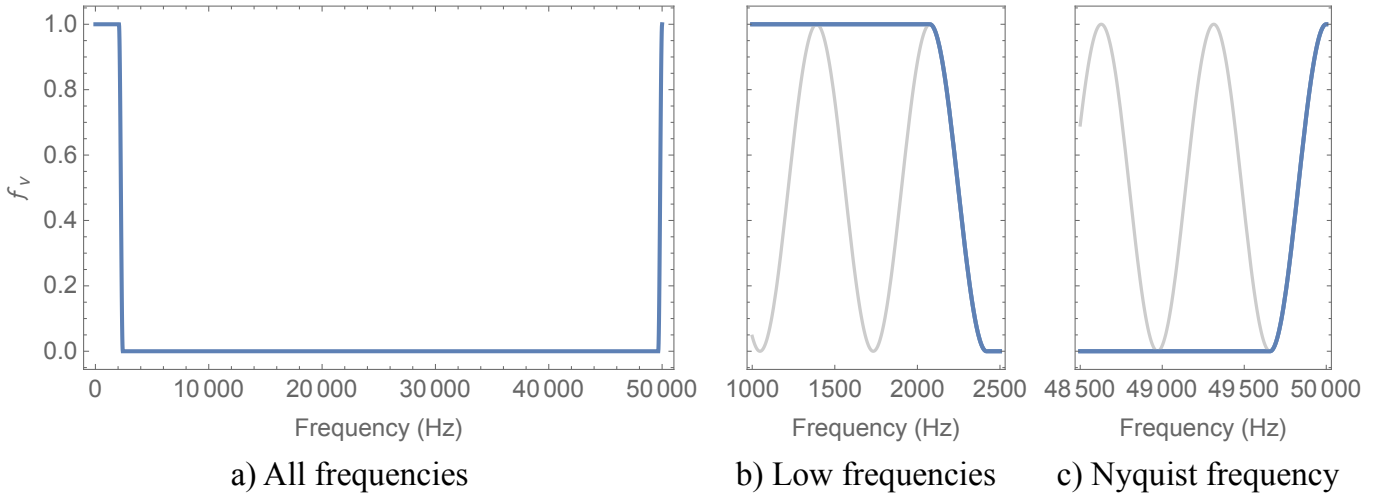 1.0
0.8
0.6
0.4
0.2
0.0
f_ν
0 10 000 20 000 30 000 40 000 50 000
Frequency (Hz)
a) All frequencies
1000 1500 2000 2500
Frequency (Hz)
b) Low frequencies
48 500 49 000 49 500 50 000
Frequency (Hz)
c) Nyquist frequency